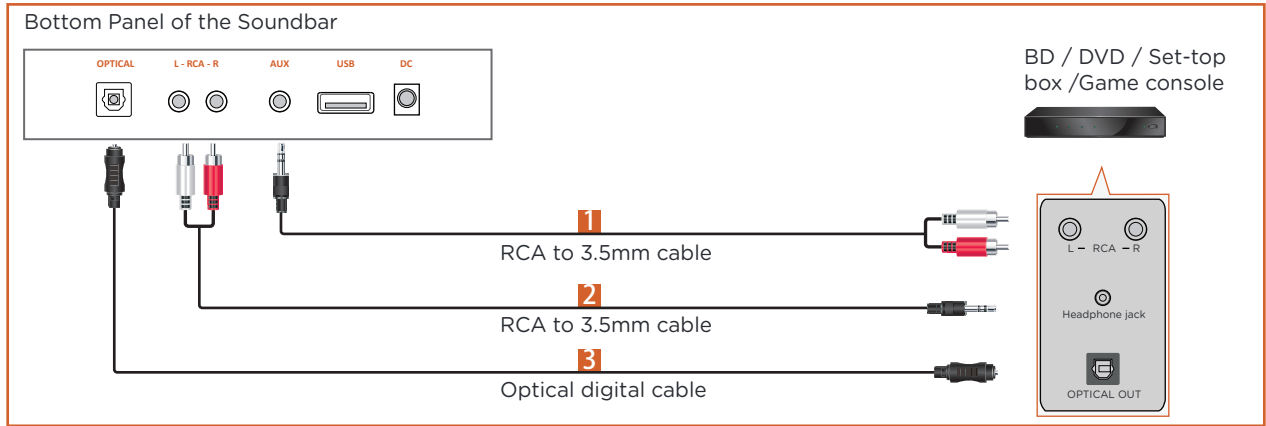 Bottom Panel of the Soundbar
OPTICAL L - RCA - R AUX USB DC
BD / DVD / Set-top
box /Game console
1
RCA to 3.5mm cable
L – RCA – R
2
RCA to 3.5mm cable
Headphone jack
3
Optical digital cable
OPTICAL OUT